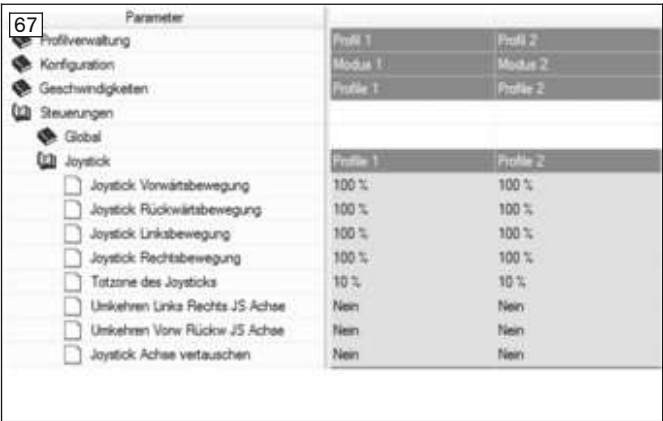 67
Parameter
Profilverwaltung Profil 1 Profil 2
Konfiguration Modus 1 Modus 2
Geschwindigkeiten Profile 1 Profile 2
Steuerungen
Global
Joystick Profile 1 Profile 2
Joystick Vorwärtsbewegung 100 % 100 %
Joystick Rückwärtsbewegung 100 % 100 %
Joystick Linksbewegung 100 % 100 %
Joystick Rechtsbewegung 100 % 100 %
Totzone des Joysticks 10 % 10 %
Umkehren Links Rechts JS Achse Nein Nein
Umkehren Vorw Rückw JS Achse Nein Nein
Joystick Achse vertauschen Nein Nein